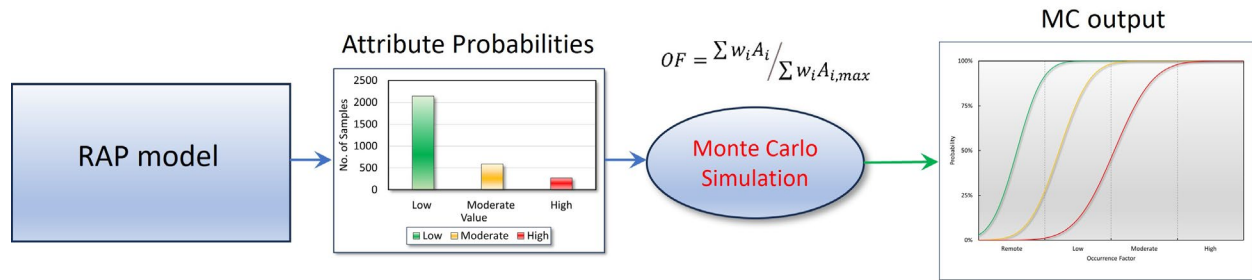 RAP model
Attribute Probabilities
No. of Samples
2500
2000
1500
1000
500
0
Low Moderate High
Value
Low Moderate High
OF = ∑ w_i A_i / ∑ w_i A_{i,max}
Monte Carlo
Simulation
MC output
Probability
100%
75%
50%
25%
0%
Remote Low Moderate High
Occurrence Factor